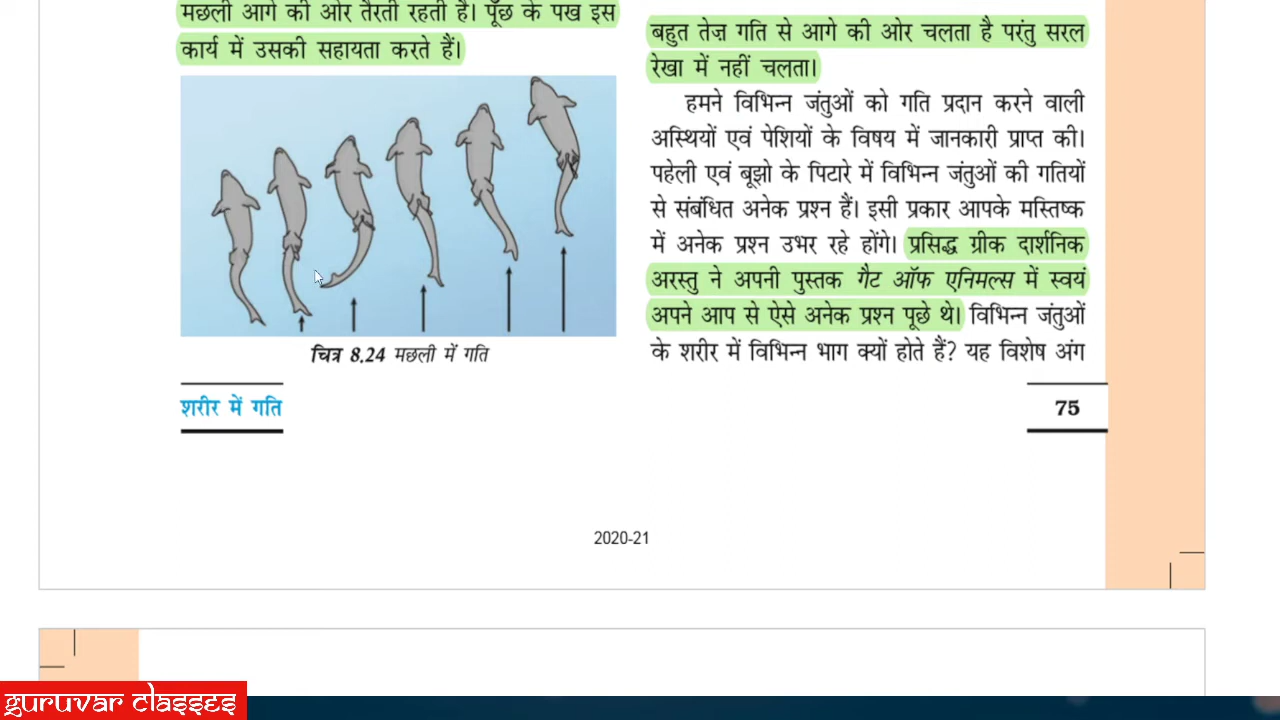 मछली आगे की ओर तैरती रहती है। पूँछ के पख इस
कार्य में उसकी सहायता करते हैं।
चित्र 8.24 मछली में गति
शरीर में गति
बहुत तेज़ गति से आगे की ओर चलता है परंतु सरल
रेखा में नहीं चलता।
हमने विभिन्न जंतुओं को गति प्रदान करने वाली
अस्थियों एवं पेशियों के विषय में जानकारी प्राप्त की।
पहेली एवं बूझो के पिटारे में विभिन्न जंतुओं की गतियों
से संबंधित अनेक प्रश्न हैं। इसी प्रकार आपके मस्तिष्क
में अनेक प्रश्न उभर रहे होंगे। प्रसिद्ध ग्रीक दार्शनिक
अरस्तु ने अपनी पुस्तक गैट ऑफ एनिमल्स में स्वयं
अपने आप से ऐसे अनेक प्रश्न पूछे थे। विभिन्न जंतुओं
के शरीर में विभिन्न भाग क्यों होते हैं? यह विशेष अंग
75
2020-21
guruvar classes